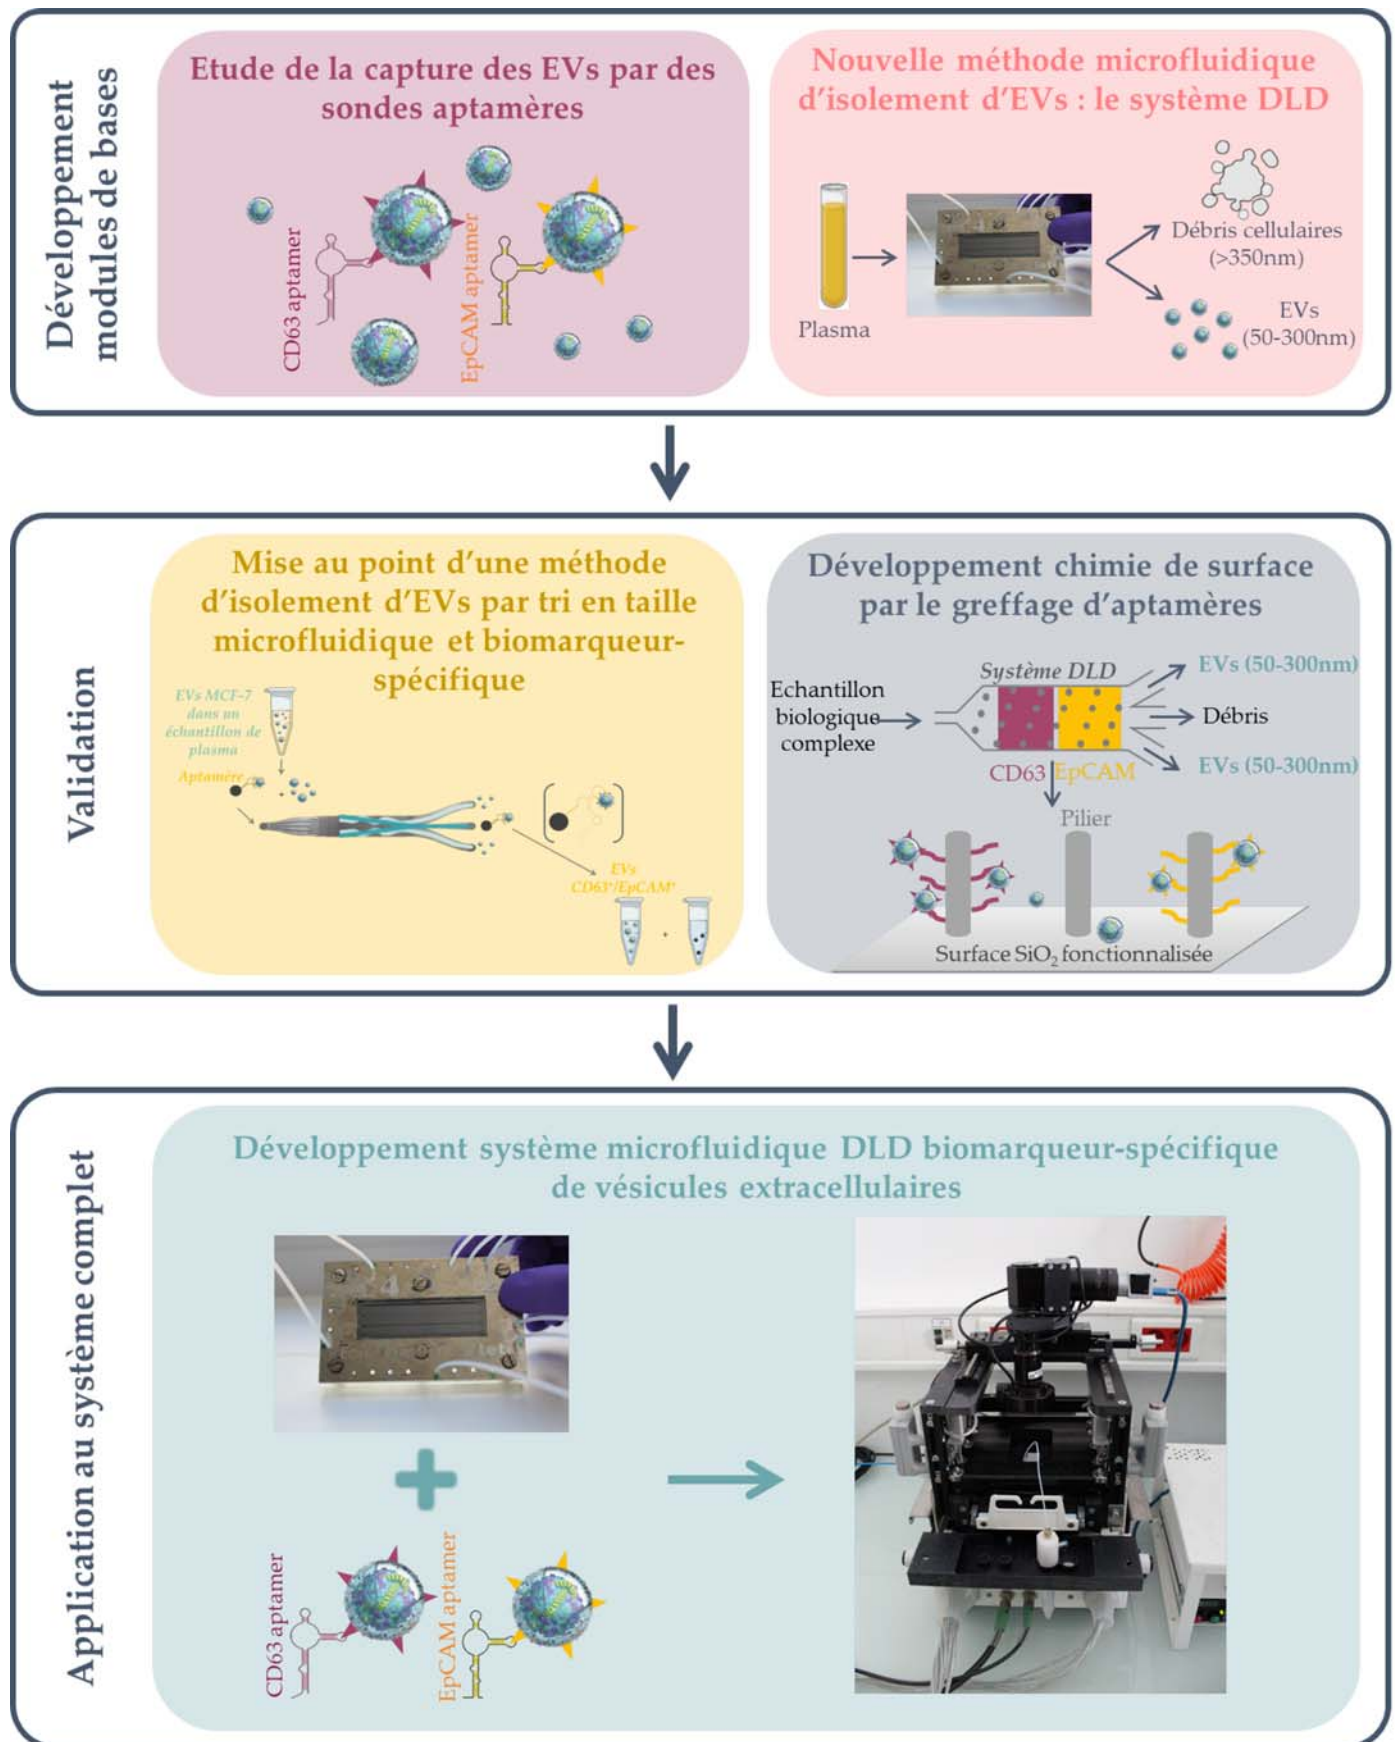 Développement
modules de bases
Etude de la capture des EVs par des
sondes aptamères
CD63 aptamer
EpCAM aptamer
Nouvelle méthode microfluidique
d’isolement d’EVs : le système DLD
Plasma
Débris cellulaires
(>350nm)
EVs
(50-300nm)
Validation
Mise au point d’une méthode
d’isolement d’EVs par tri en taille
microfluidique et biomarqueur-
spécifique
EVs MCF-7
dans un
échantillon de
plasma
Aptamère
+
EVs
CD63⁺/EpCAM⁺
+
Développement chimie de surface
par le greffage d’aptamères
Système DLD
Echantillon
biologique
complexe
EVs (50-300nm)
Débris
EVs (50-300nm)
CD63 EpCAM
Pilier
Surface SiO₂ fonctionnalisée
Application au système complet
Développement système microfluidique DLD biomarqueur-spécifique
de vésicules extracellulaires
CD63 aptamer
EpCAM aptamer